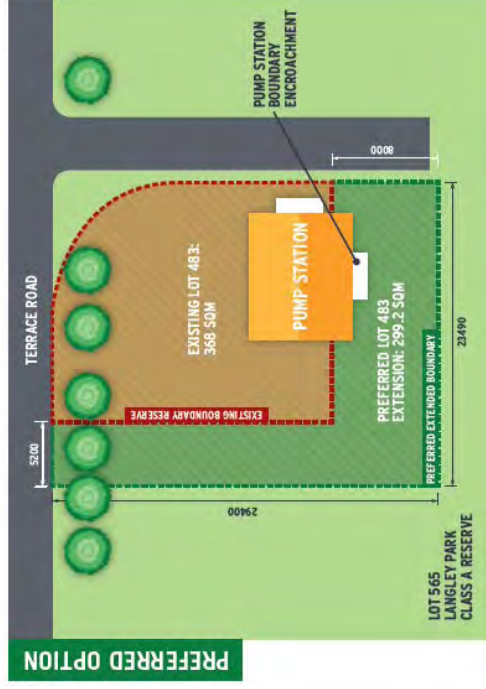 PREFERRED OPTION
TERRACE ROAD
PUMP STATION
BOUNDARY
ENCROACHMENT
5200
EXISTING LOT 483:
368 SQM
PUMP STATION
8000
EXISTING BOUNDARY RESERVE
29400
PREFERRED LOT 483
EXTENSION: 299.2 SQM
PREFERRED EXTENDED BOUNDARY
23490
LOT 565
LANGLEY PARK
CLASS A RESERVE